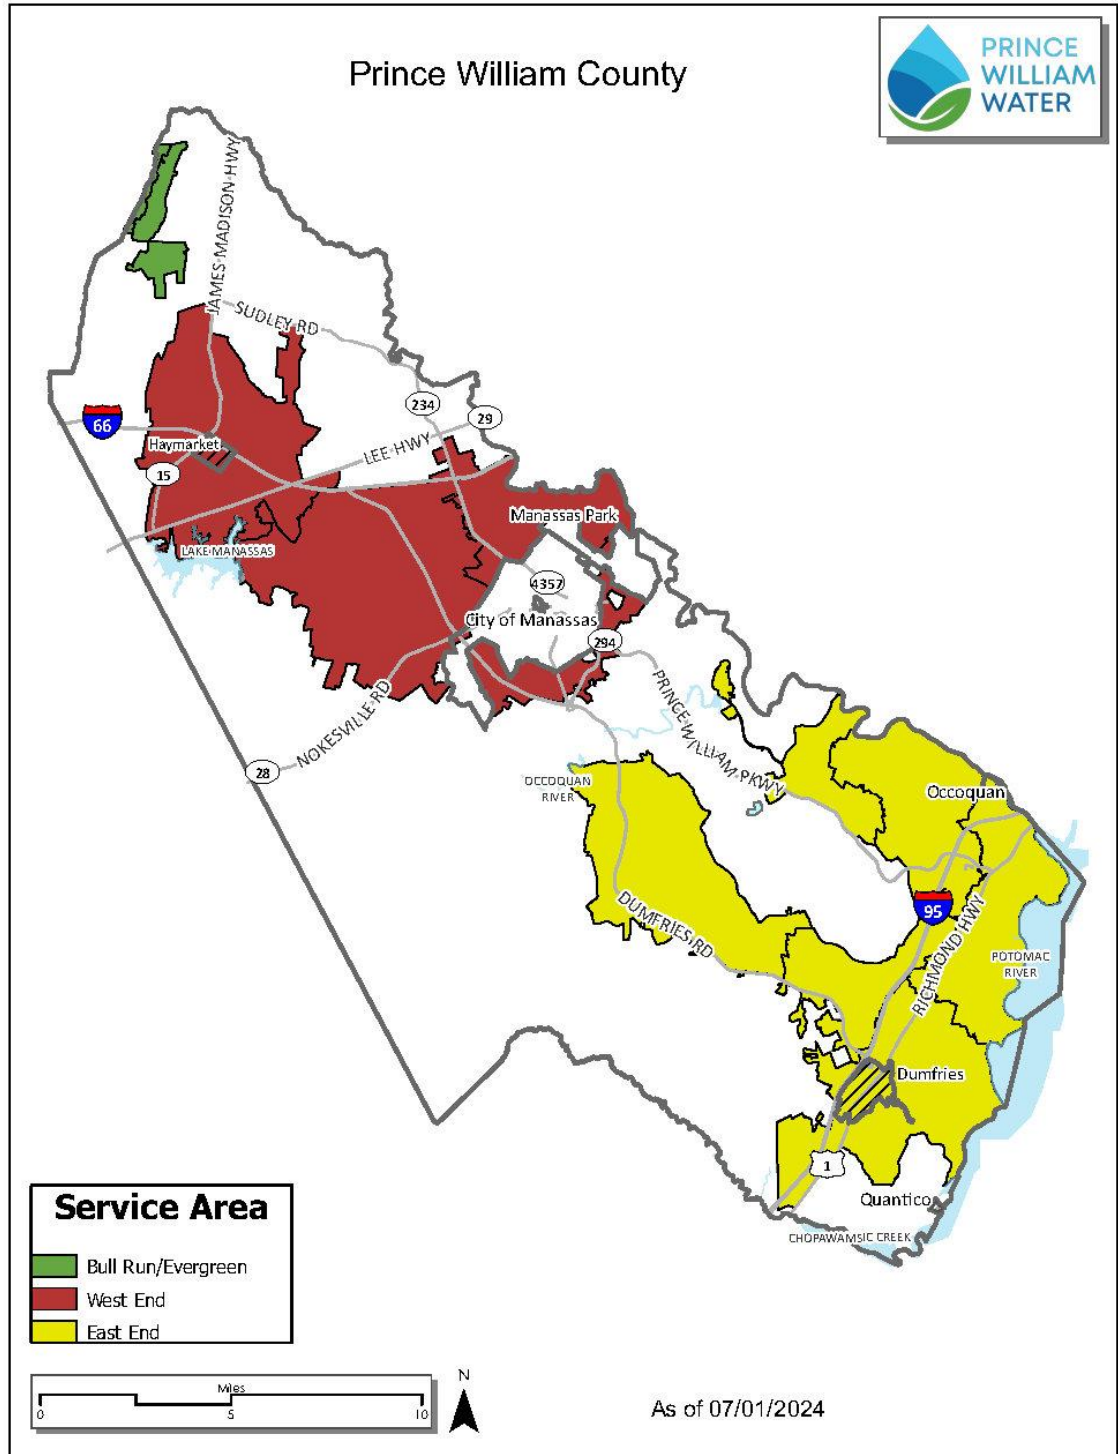 Prince William County
PRINCE
WILLIAM
WATER
JAMES MADISON HWY
SUDLEY RD
234
29
66
LEE HWY
Haymarket
15
Manassas Park
LAKE MANASSAS
4357
City of Manassas
294
PRINCE WILLIAM PKWY
NOKESVILLE RD
28
OCCOQUAN
RIVER
Occoquan
DUMFRIES RD
95
RICHMOND HWY
POTOMAC
RIVER
Dumfries
1
Quantico
CHOPAWAMSIC CREEK
Service Area
Bull Run/Evergreen
West End
East End
Miles
0 5 10
N
As of 07/01/2024